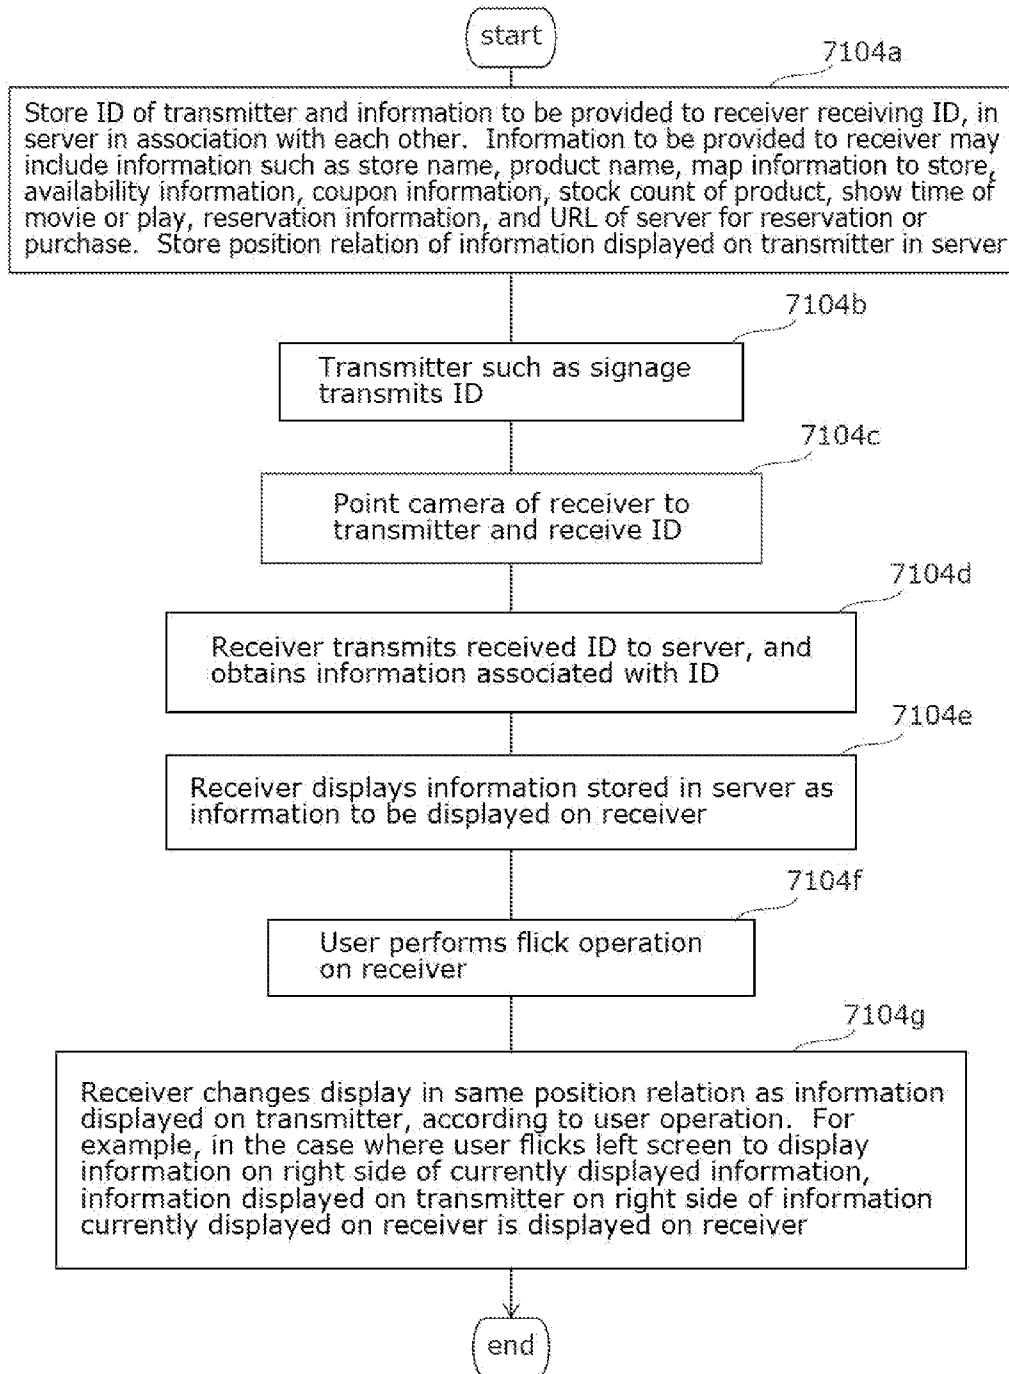 start
7104a
Store ID of transmitter and information to be provided to receiver receiving ID, in
server in association with each other.  Information to be provided to receiver may
include information such as store name, product name, map information to store,
availability information, coupon information, stock count of product, show time of
movie or play, reservation information, and URL of server for reservation or
purchase.  Store position relation of information displayed on transmitter in server
7104b
Transmitter such as signage
transmits ID
7104c
Point camera of receiver to
transmitter and receive ID
7104d
Receiver transmits received ID to server, and
obtains information associated with ID
7104e
Receiver displays information stored in server as
information to be displayed on receiver
7104f
User performs flick operation
on receiver
7104g
Receiver changes display in same position relation as information
displayed on transmitter, according to user operation.  For
example, in the case where user flicks left screen to display
information on right side of currently displayed information,
information displayed on transmitter on right side of information
currently displayed on receiver is displayed on receiver
end